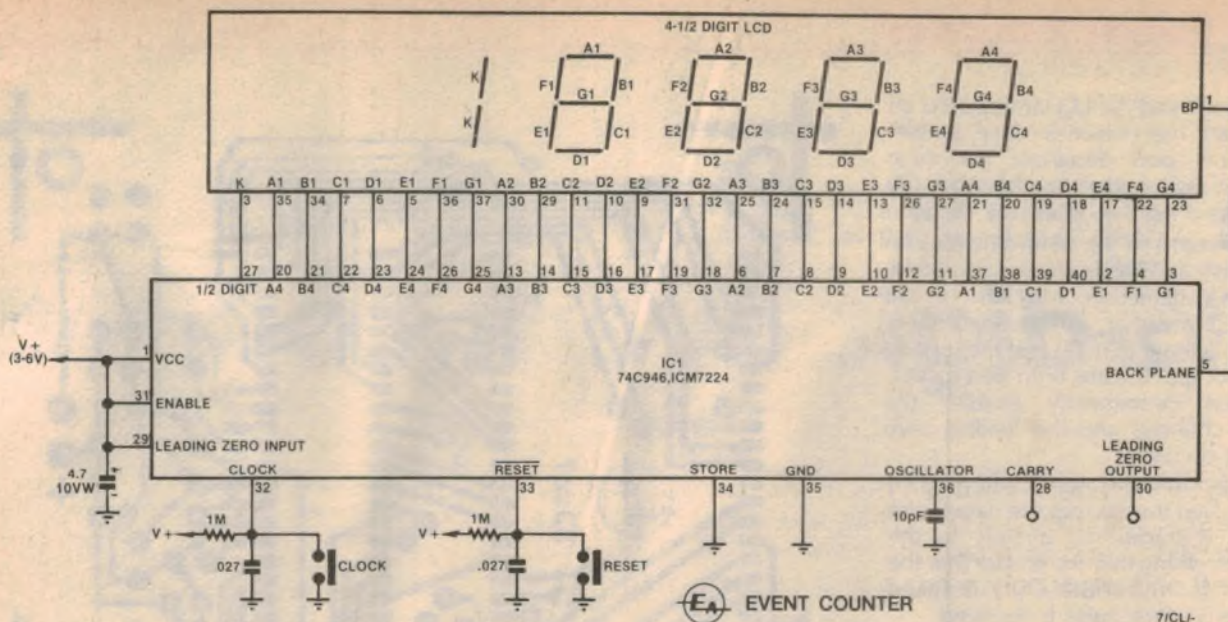 4-1/2 DIGIT LCD
A1 A2 A3 A4
K F1 B1 F2 B2 F3 B3 F4 B4
G1 G2 G3 G4
K E1 C1 E2 C2 E3 C3 E4 C4
D1 D2 D3 D4
BP 1
K A1 B1 C1 D1 E1 F1 G1 A2 B2 C2 D2 E2 F2 G2 A3 B3 C3 D3 E3 F3 G3 A4 B4 C4 D4 E4 F4 G4
3 35 34 7 6 5 36 37 30 29 11 10 9 31 32 25 24 15 14 13 26 27 21 20 19 18 17 22 23
27 20 21 22 23 24 26 25 13 14 15 16 17 19 18 6 7 8 9 10 12 11 37 38 39 40 2 4 3
1/2 DIGIT A4 B4 C4 D4 E4 F4 G4 A3 B3 C3 D3 E3 F3 G3 A2 B2 C2 D2 E2 F2 G2 A1 B1 C1 D1 E1 F1 G1
V+
(3-6V)
1 VCC
IC1
74C946,ICM7224
BACK PLANE 5
31 ENABLE
29 LEADING ZERO INPUT
LEADING
ZERO
OUTPUT
CLOCK RESET STORE GND OSCILLATOR CARRY
32 33 34 35 36 28 30
4.7
10VW
V+ 1M V+ 1M
10pF
.027 CLOCK .027 RESET
EA EVENT COUNTER
7/CL/-